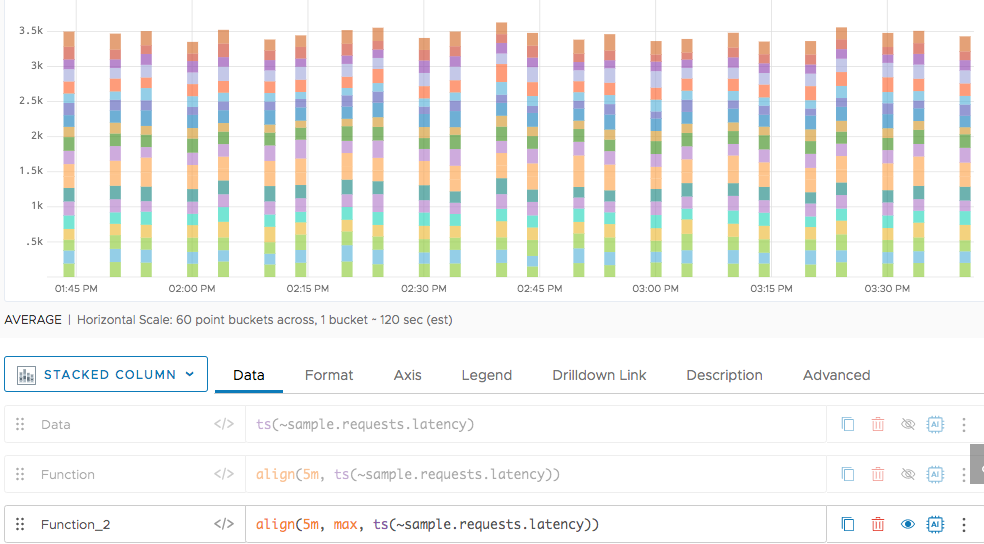 3.5k
3k
2.5k
2k
1.5k
1k
.5k
01:45 PM 02:00 PM 02:15 PM 02:30 PM 02:45 PM 03:00 PM 03:15 PM 03:30 PM
AVERAGE | Horizontal Scale: 60 point buckets across, 1 bucket ~ 120 sec (est)
STACKED COLUMN Data Format Axis Legend Drilldown Link Description Advanced
Data </> ts(~sample.requests.latency) AI
Function </> align(5m, ts(~sample.requests.latency)) AI
Function_2 </> align(5m, max, ts(~sample.requests.latency)) AI